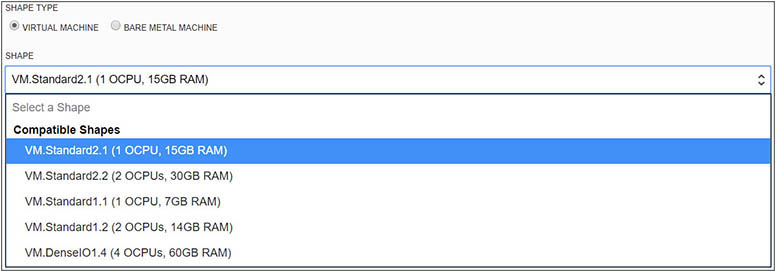 SHAPE TYPE
VIRTUAL MACHINE BARE METAL MACHINE
SHAPE
VM.Standard2.1 (1 OCPU, 15GB RAM)
Select a Shape
Compatible Shapes
VM.Standard2.1 (1 OCPU, 15GB RAM)
VM.Standard2.2 (2 OCPUs, 30GB RAM)
VM.Standard1.1 (1 OCPU, 7GB RAM)
VM.Standard1.2 (2 OCPUs, 14GB RAM)
VM.DenseIO1.4 (4 OCPUs, 60GB RAM)